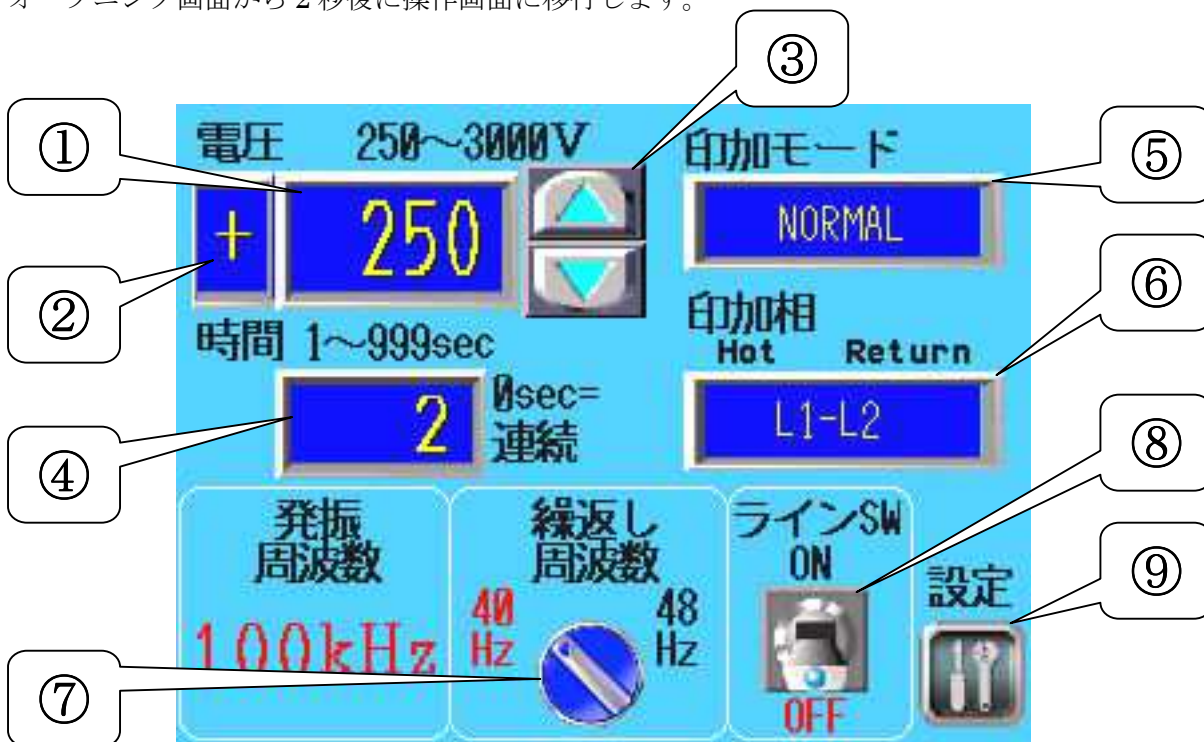 オープニング画面から2秒後に操作画面に移行します。
③
①
電圧 250～3000V
印加モード
⑤
+ 250
NORMAL
②
⑥
時間 1～999sec
印加相
Hot Return
2
0sec=
連続
L1-L2
④
⑧
発振
周波数
100kHz
繰返し
周波数
40
Hz
48
Hz
ラインSW
ON
OFF
設定
⑨
⑦